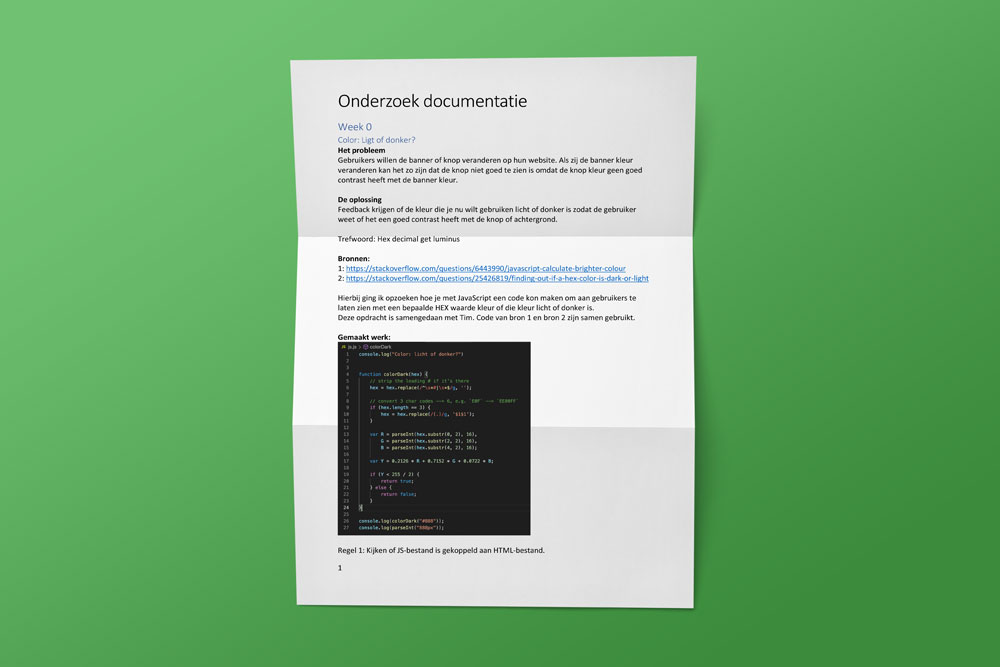 Onderzoek documentatie
Week 0
Color: Ligt of donker?
Het probleem
Gebruikers willen de banner of knop veranderen op hun website. Als zij de banner kleur
veranderen kan het zo zijn dat de knop niet goed te zien is omdat de knop kleur geen goed
contrast heeft met de banner kleur.
De oplossing
Feedback krijgen of de kleur die je nu wilt gebruiken licht of donker is zodat de gebruiker
weet of het een goed contrast heeft met de knop of achtergrond.
Trefwoord: Hex decimal get luminus
Bronnen:
1: https://stackoverflow.com/questions/6443990/javascript-calculate-brighter-colour
2: https://stackoverflow.com/questions/25426819/finding-out-if-a-hex-color-is-dark-or-light
Hierbij ging ik opzoeken hoe je met JavaScript een code kon maken om aan gebruikers te
laten zien met een bepaalde HEX waarde kleur of die kleur licht of donker is.
Deze opdracht is samengedaan met Tim. Code van bron 1 en bron 2 zijn samen gebruikt.
Gemaakt werk:
js.js > colorDark
1 console.log("Color: licht of donker?")
2
3
4 function colorDark(hex) {
5 // strip the leading # if it's there
6 hex = hex.replace( '');
7
8 // convert 3 char codes --> 6, e.g. `E0F` --> `EE00FF`
9 if (hex.length == 3) {
10 hex = hex.replace(/(.)/g, '$1$1');
11 }
12
13 var R = parseInt(hex.substr(0, 2), 16),
14 G = parseInt(hex.substr(2, 2), 16),
15 B = parseInt(hex.substr(4, 2), 16);
16
17 var Y = 0.2126 * R + 0.7152 * G + 0.0722 * B;
18
19 if (Y < 255 / 2) {
20 return true;
21 } else {
22 return false;
23 }
24 }
25
26 console.log(colorDark("#888"));
27 console.log(parseInt("888px"));
Regel 1: Kijken of JS-bestand is gekoppeld aan HTML-bestand.
1